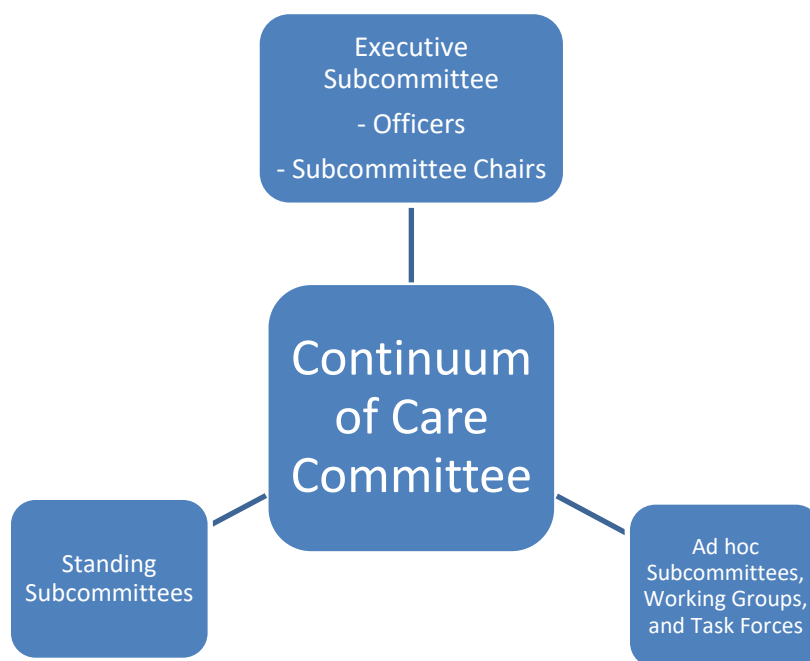 Executive
Subcommittee
- Officers
- Subcommittee Chairs
Continuum
of Care
Committee
Standing
Subcommittees
Ad hoc
Subcommittees,
Working Groups,
and Task Forces